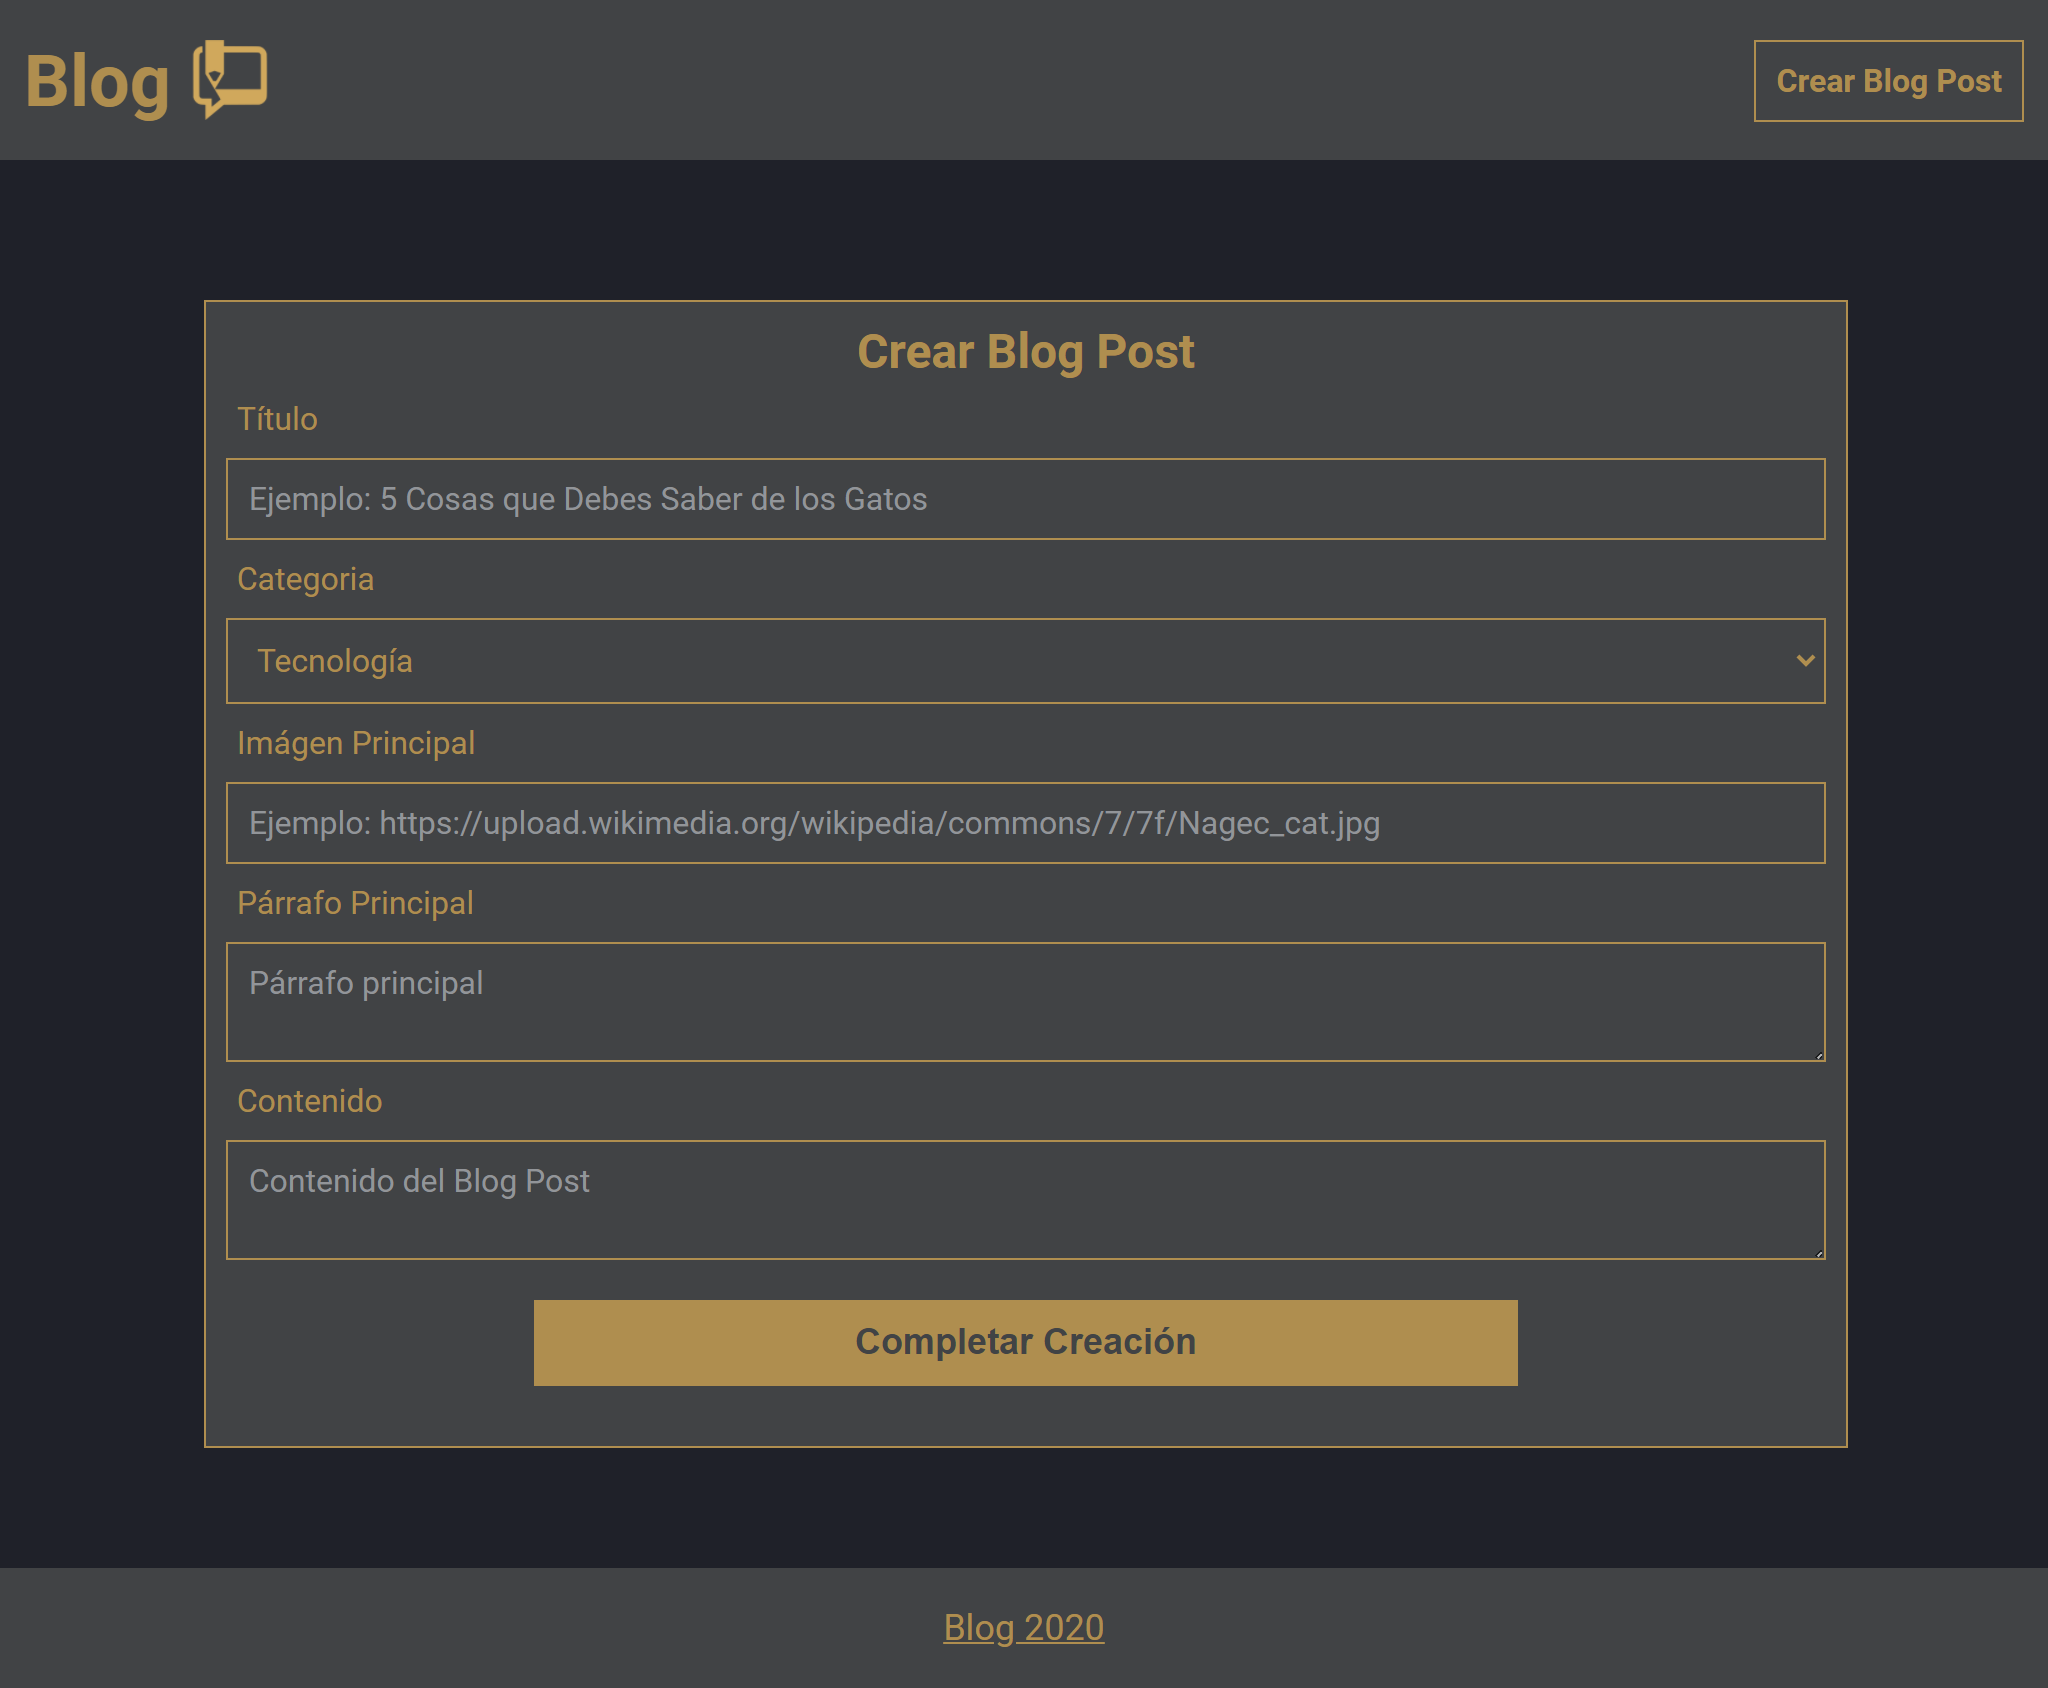 Blog
Crear Blog Post
Crear Blog Post
Título
Ejemplo: 5 Cosas que Debes Saber de los Gatos
Categoria
Tecnología
Imágen Principal
Ejemplo: https://upload.wikimedia.org/wikipedia/commons/7/7f/Nagec_cat.jpg
Párrafo Principal
Párrafo principal
Contenido
Contenido del Blog Post
Completar Creación
Blog 2020